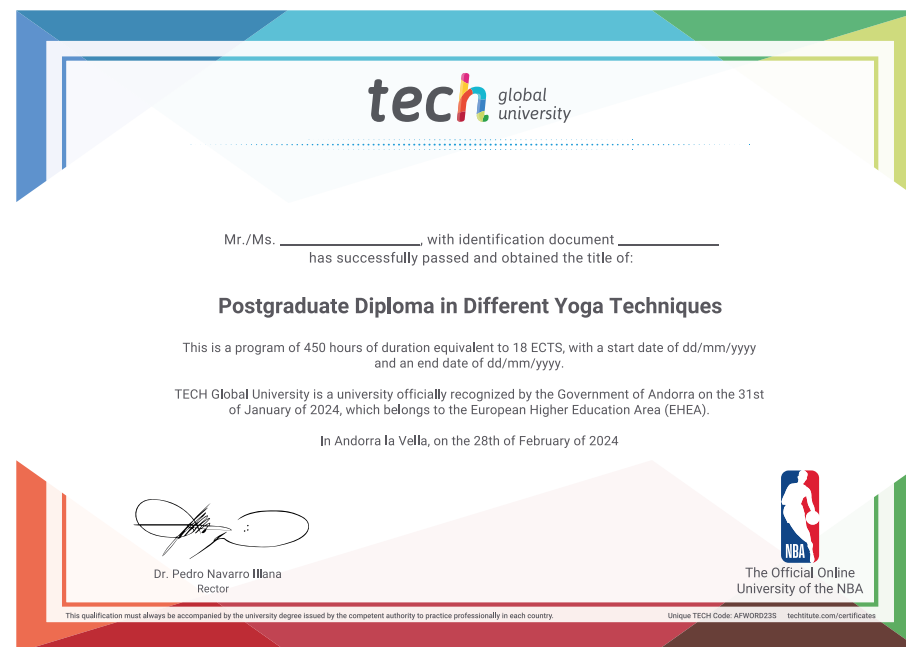 tech global
university
Mr./Ms. ____________, with identification document ____________
has successfully passed and obtained the title of:
Postgraduate Diploma in Different Yoga Techniques
This is a program of 450 hours of duration equivalent to 18 ECTS, with a start date of dd/mm/yyyy
and an end date of dd/mm/yyyy.
TECH Global University is a university officially recognized by the Government of Andorra on the 31st
of January of 2024, which belongs to the European Higher Education Area (EHEA).
In Andorra la Vella, on the 28th of February of 2024
Dr. Pedro Navarro Illana
Rector
NBA
The Official Online
University of the NBA
This qualification must always be accompanied by the university degree issued by the competent authority to practice professionally in each country.
Unique TECH Code: AFWORD23S techtitute.com/certificates